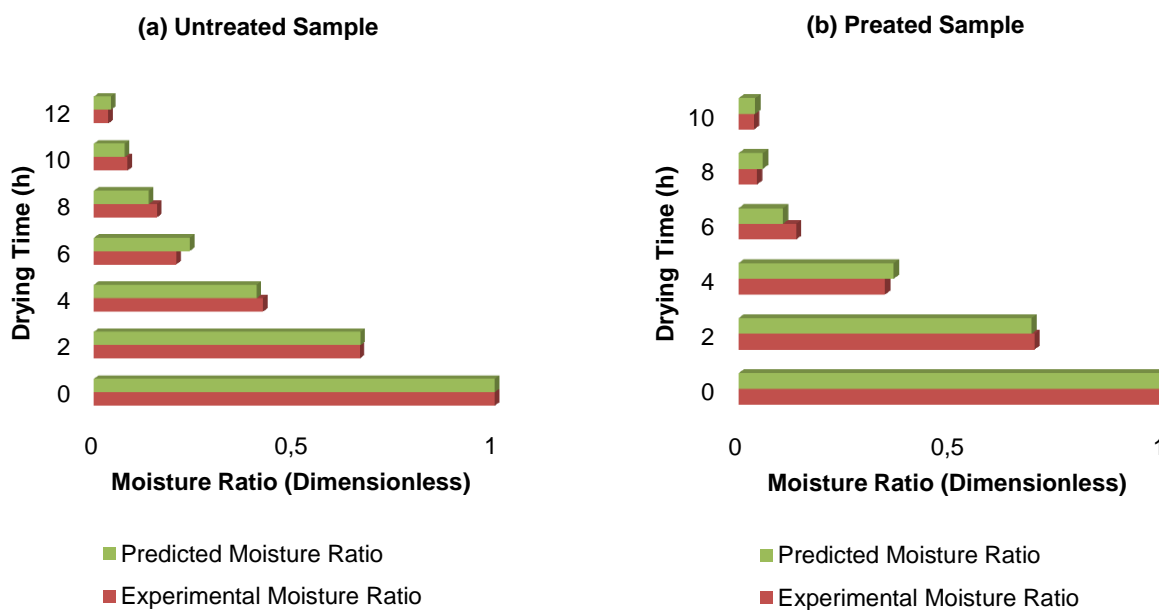 (a) Untreated Sample
12
10
8
6
4
2
0
Drying Time (h)
0 0,5 1
Moisture Ratio (Dimensionless)
Predicted Moisture Ratio
Experimental Moisture Ratio
(b) Preated Sample
10
8
6
4
2
0
Drying Time (h)
0 0,5 1
Moisture Ratio (Dimensionless)
Predicted Moisture Ratio
Experimental Moisture Ratio